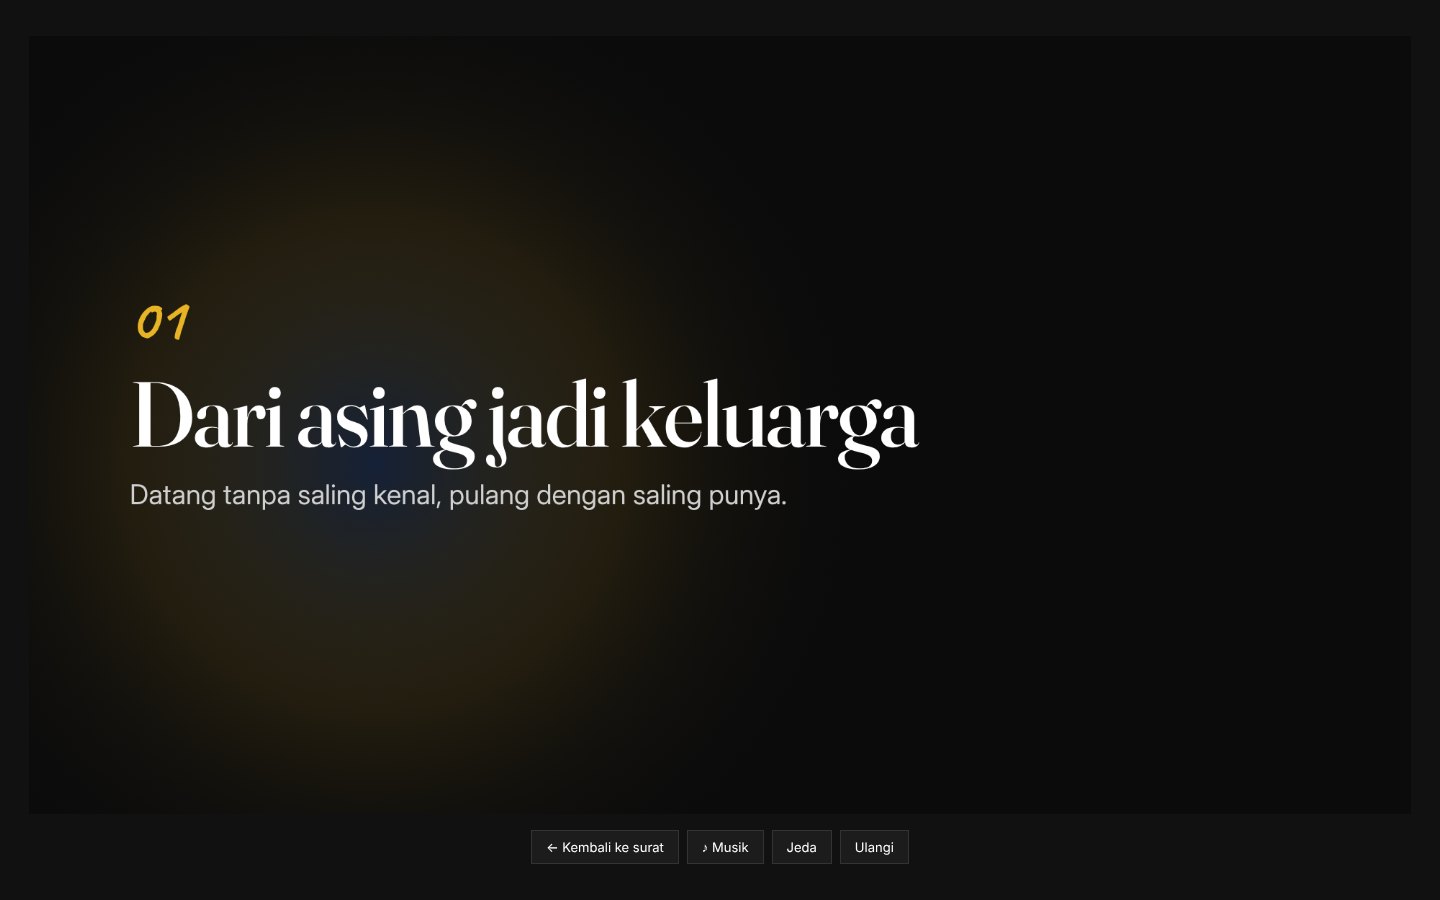 01
Dari asing jadi keluarga
Datang tanpa saling kenal, pulang dengan saling punya.
← Kembali ke surat
♪ Musik
Jeda
Ulangi